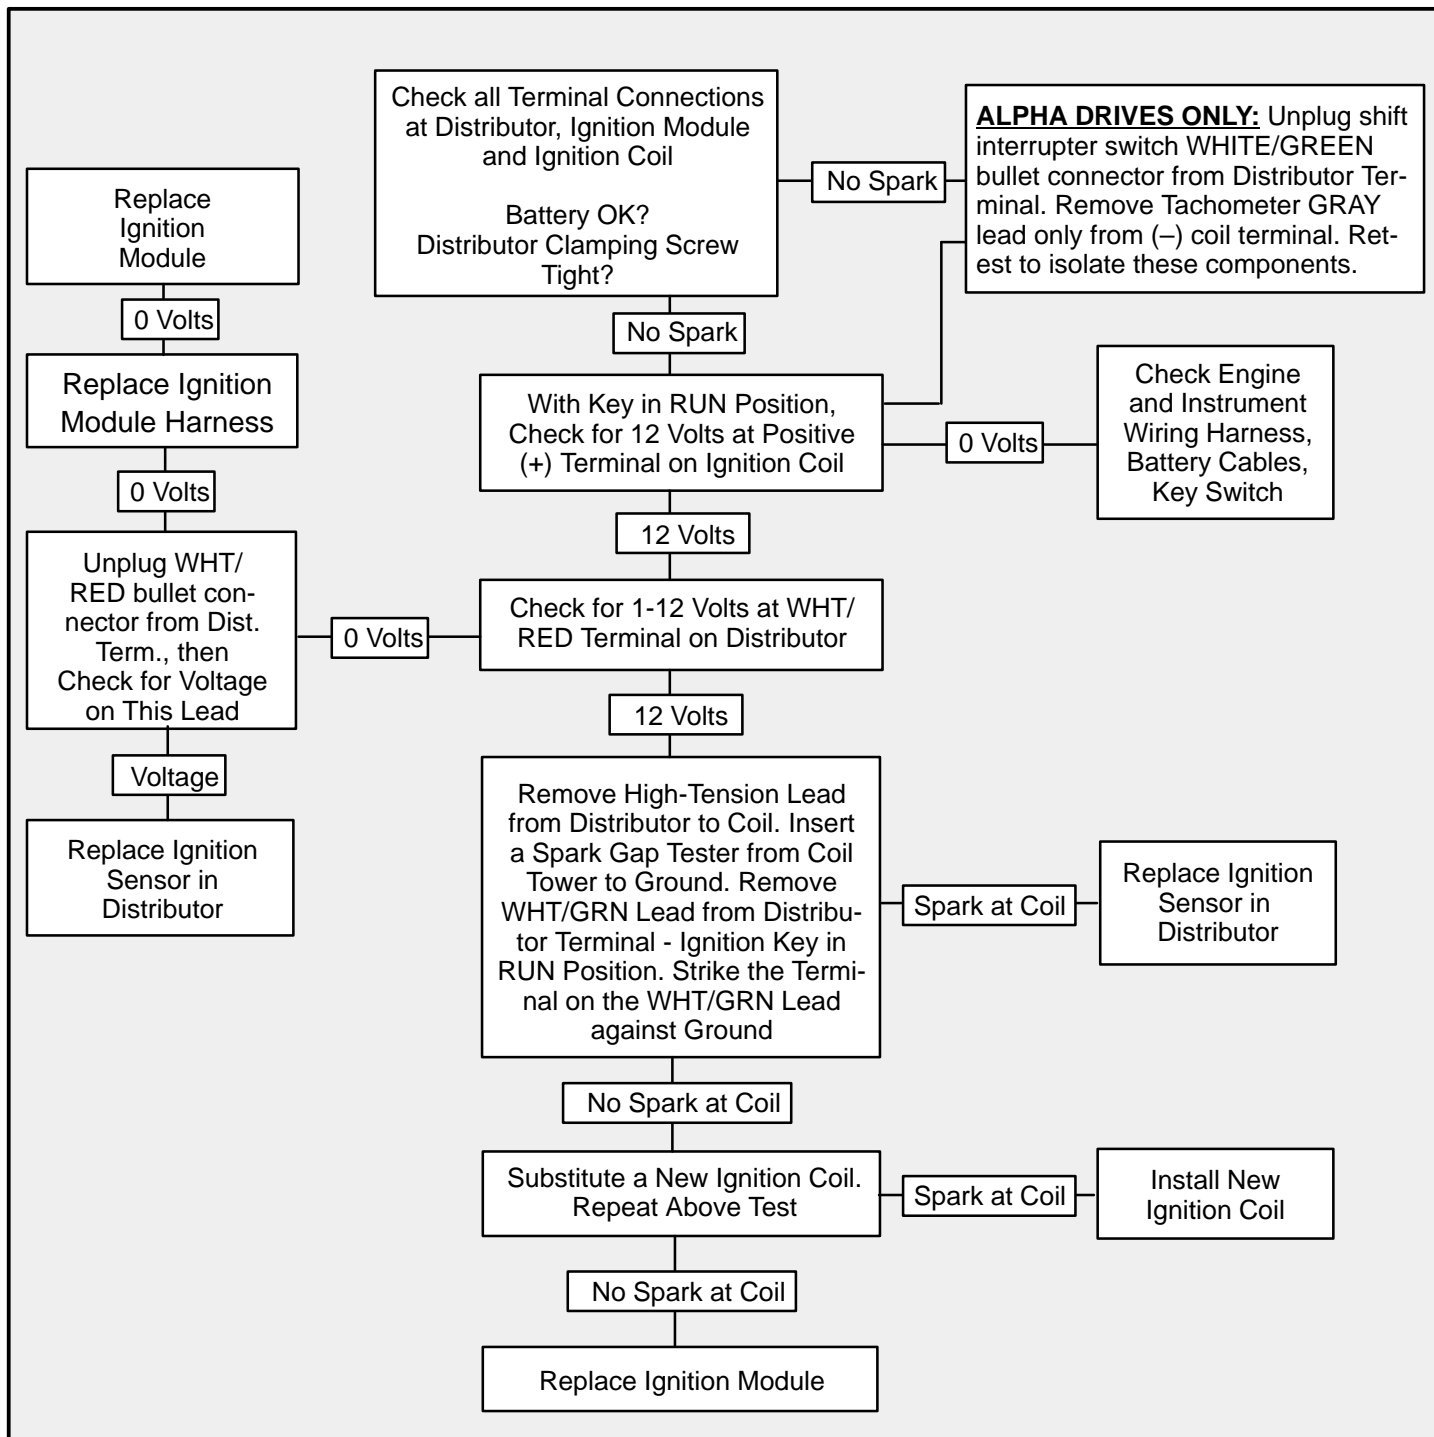 Check all Terminal Connections
at Distributor, Ignition Module
and Ignition Coil
Battery OK?
Distributor Clamping Screw
Tight?
No Spark
ALPHA DRIVES ONLY: Unplug shift
interrupter switch WHITE/GREEN
bullet connector from Distributor Ter-
minal. Remove Tachometer GRAY
lead only from (–) coil terminal. Ret-
est to isolate these components.
No Spark
With Key in RUN Position,
Check for 12 Volts at Positive
(+) Terminal on Ignition Coil
0 Volts
Check Engine
and Instrument
Wiring Harness,
Battery Cables,
Key Switch
12 Volts
Check for 1-12 Volts at WHT/
RED Terminal on Distributor
0 Volts
Unplug WHT/
RED bullet con-
nector from Dist.
Term., then
Check for Voltage
on This Lead
0 Volts
Replace Ignition
Module Harness
0 Volts
Replace
Ignition
Module
Voltage
Replace Ignition
Sensor in
Distributor
12 Volts
Remove High-Tension Lead
from Distributor to Coil. Insert
a Spark Gap Tester from Coil
Tower to Ground. Remove
WHT/GRN Lead from Distribu-
tor Terminal - Ignition Key in
RUN Position. Strike the Termi-
nal on the WHT/GRN Lead
against Ground
Spark at Coil
Replace Ignition
Sensor in
Distributor
No Spark at Coil
Substitute a New Ignition Coil.
Repeat Above Test
Spark at Coil
Install New
Ignition Coil
No Spark at Coil
Replace Ignition Module